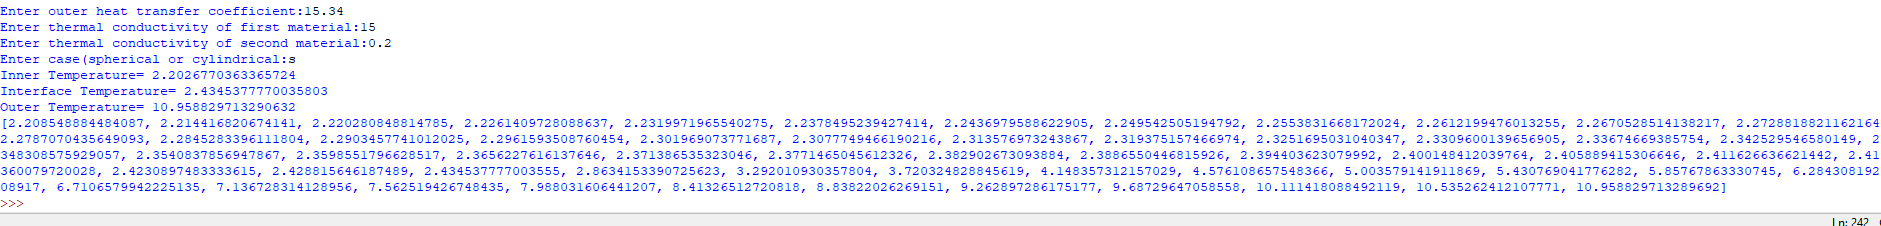 Enter outer heat transfer coefficient:15.34
Enter thermal conductivity of first material:15
Enter thermal conductivity of second material:0.2
Enter case(spherical or cylindrical:s
Inner Temperature= 2.2026770363365724
Interface Temperature= 2.4345377770035803
Outer Temperature= 10.958829713290632
[2.208548884484087, 2.214416820674141, 2.220280848814785, 2.2261409728088637, 2.2319971965540275, 2.2378495239427414, 2.2436979588622905, 2.249542505194792, 2.2553831668172024, 2.2612199476013255, 2.2670528514138217, 2.2728818821162164
2.2787070435649093, 2.2845283396111804, 2.2903457741012025, 2.2961593508760454, 2.301969073771687, 2.3077749466190216, 2.313576973243867, 2.319375157466974, 2.3251695031040347, 2.3309600139656905, 2.33674669385754, 2.342529546580149, 2
348308575929057, 2.3540837856947867, 2.3598551796628517, 2.3656227616137646, 2.371386535323046, 2.3771465045612326, 2.382902673093884, 2.3886550446815926, 2.394403623079992, 2.400148412039764, 2.405889415306646, 2.411626636621442, 2.41
360079720028, 2.4230897483333615, 2.428815646187489, 2.434537777003555, 2.8634153390725623, 3.292010930357804, 3.720324828845619, 4.148357312157029, 4.576108657548366, 5.003579141911869, 5.430769041776282, 5.85767863330745, 6.284308192
08917, 6.7106579942225135, 7.136728314128956, 7.562519426748435, 7.988031606441207, 8.41326512720818, 8.83822026269151, 9.262897286175177, 9.68729647058558, 10.111418088492119, 10.535262412107771, 10.958829713289692]
>>>
Ln: 242